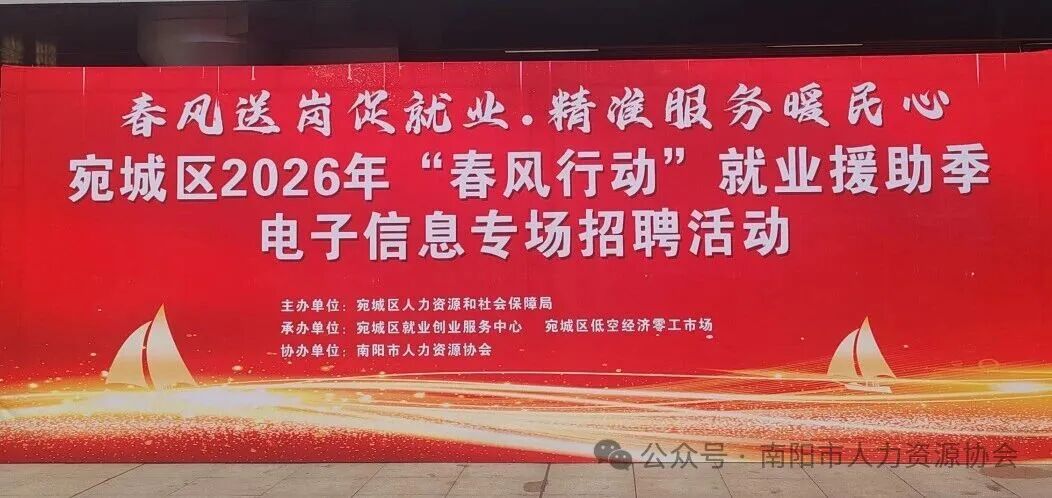 春风送岗促就业·精准服务暖民心
宛城区2026年“春风行动”就业援助季
电子信息专场招聘活动
主办单位：宛城区人力资源和社会保障局
承办单位：宛城区就业创业服务中心 宛城区低空经济零工市场
协办单位：南阳市人力资源协会
公众号·南阳市人力资源协会